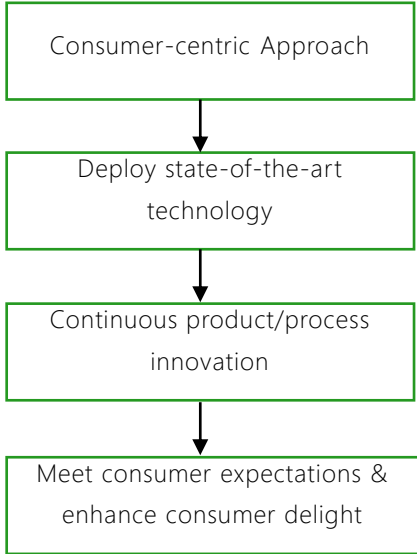 Consumer-centric Approach
Deploy state-of-the-art
technology
Continuous product/process
innovation
Meet consumer expectations &
enhance consumer delight